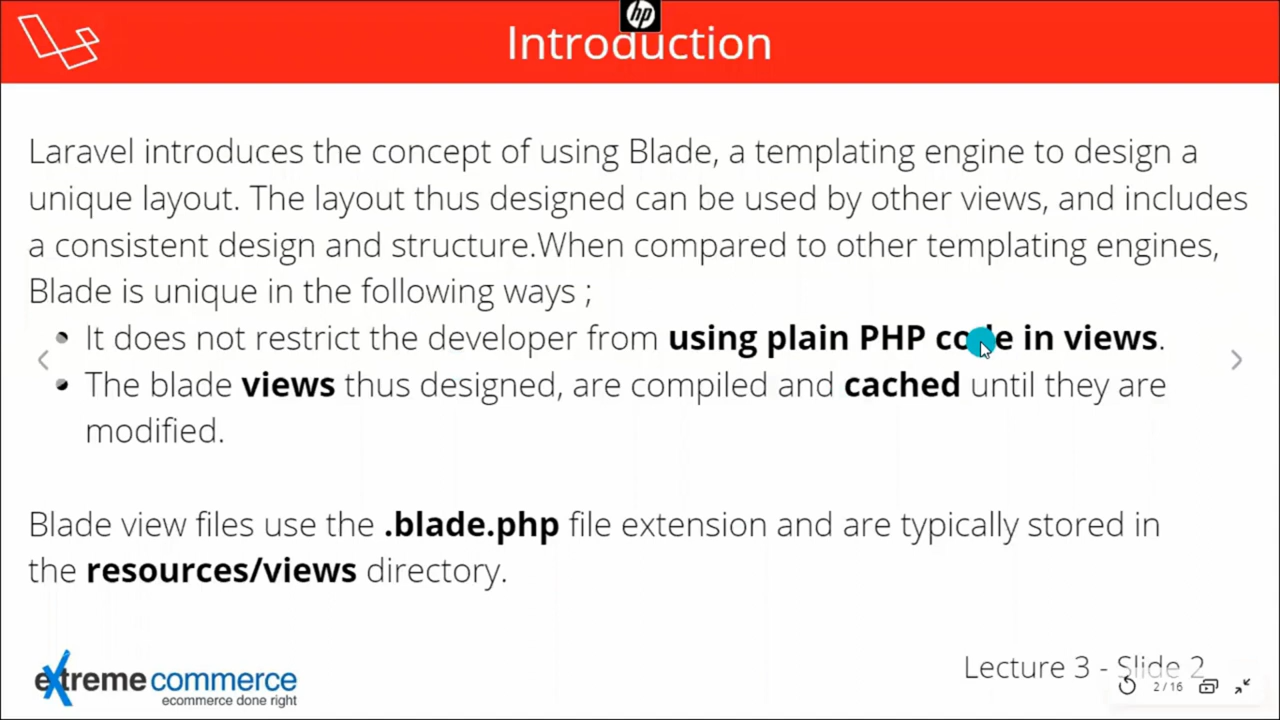 hp
Introduction
Laravel introduces the concept of using Blade, a templating engine to design a
unique layout. The layout thus designed can be used by other views, and includes
a consistent design and structure.When compared to other templating engines,
Blade is unique in the following ways ;
• It does not restrict the developer from using plain PHP code in views.
• The blade views thus designed, are compiled and cached until they are
modified.
Blade view files use the .blade.php file extension and are typically stored in
the resources/views directory.
extreme commerce
ecommerce done right
Lecture 3 - Slide 2
2/16